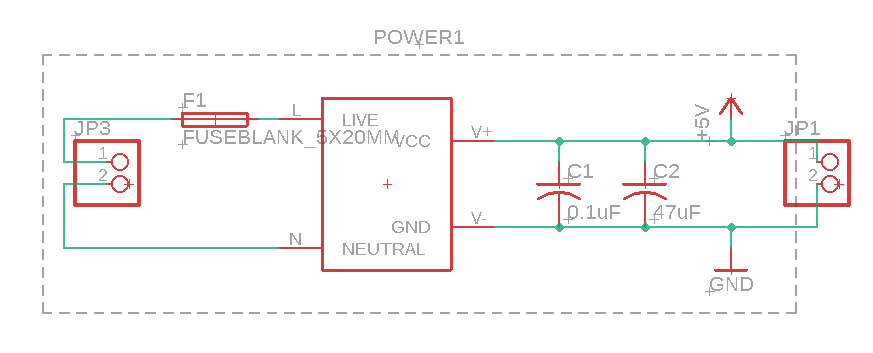 POWER1
F1
L
LIVE
JP3
FUSEBLANK_5X20MM
VCC
V+
+5V
JP1
1
2
C1
C2
1
2
0.1uF
47uF
GND
V-
N
NEUTRAL
GND